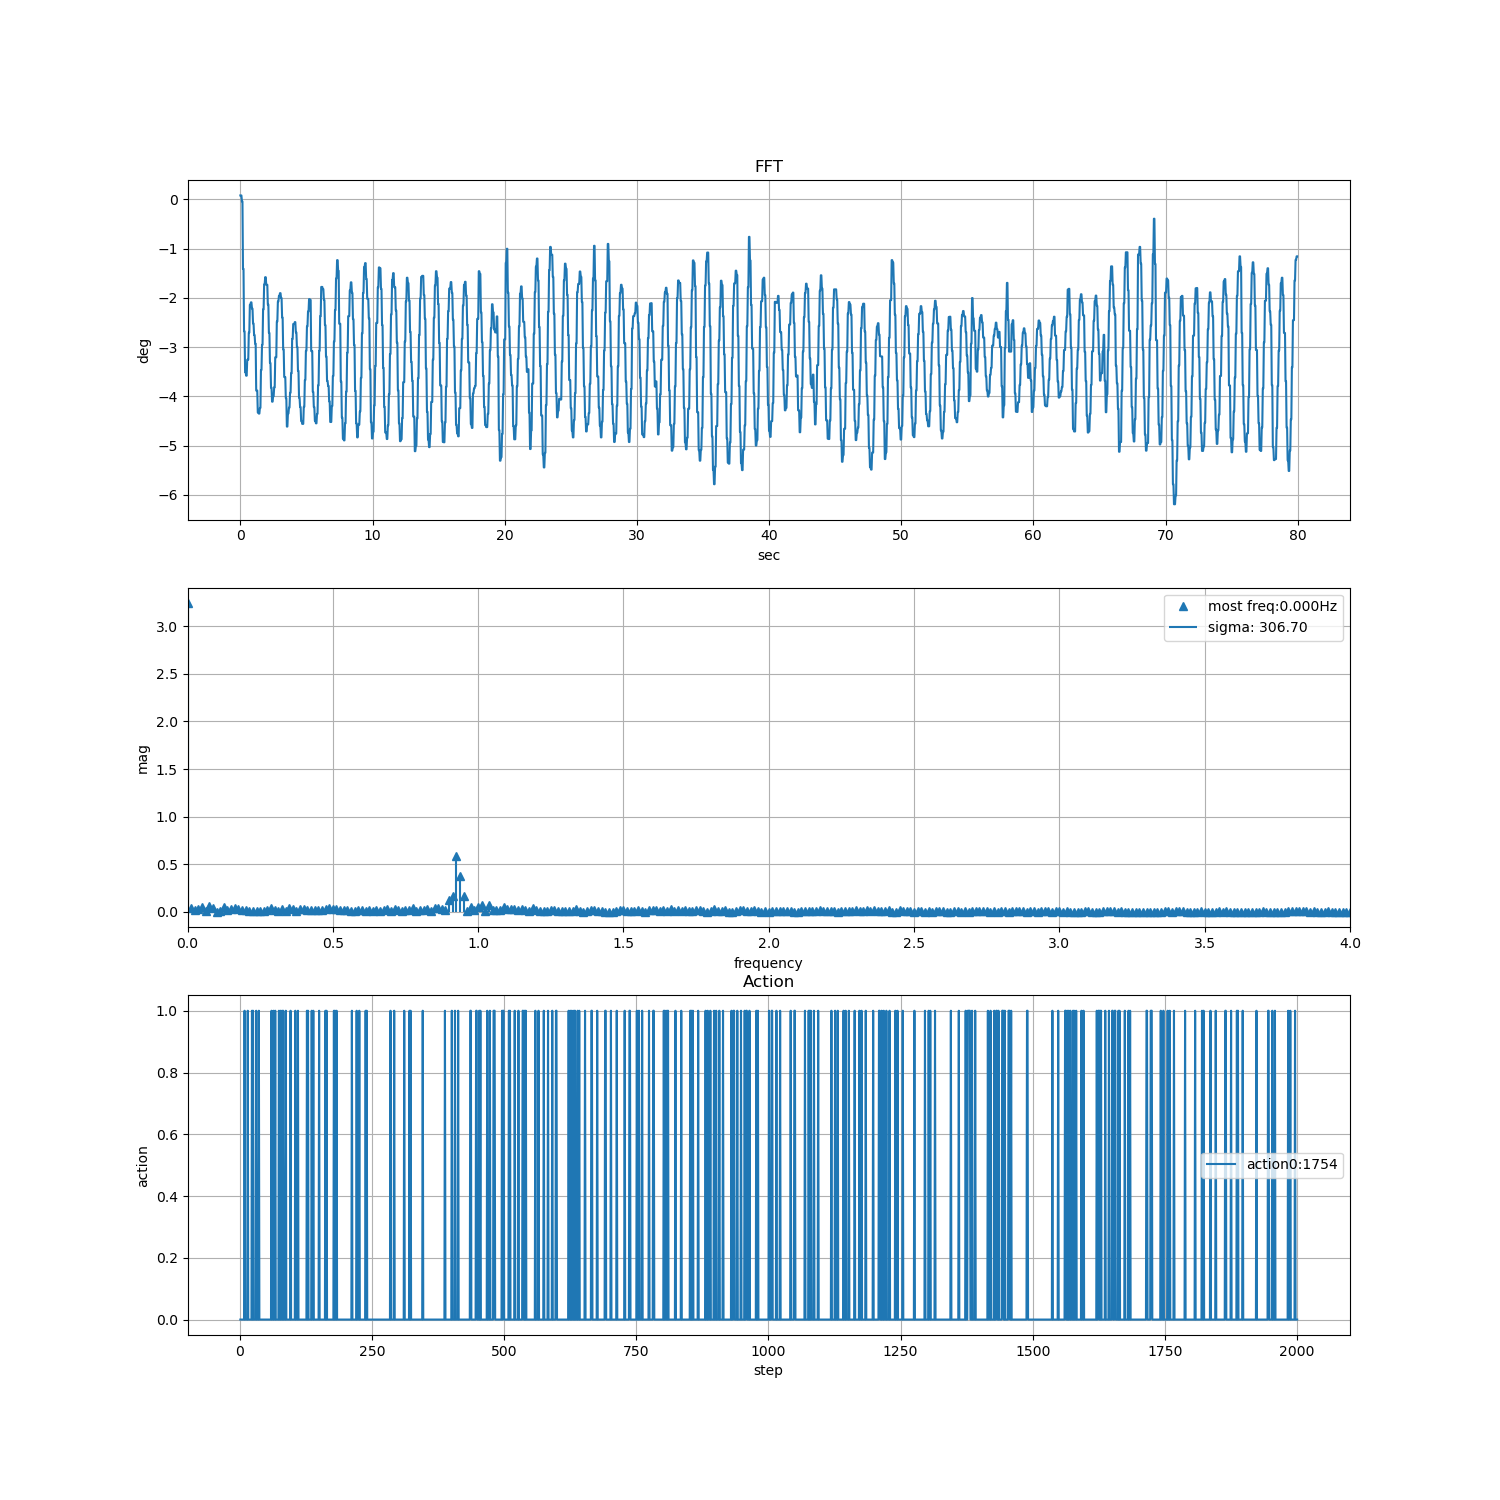 FFT
0
−1
−2
−3
−4
−5
−6
deg
0 10 20 30 40 50 60 70 80
sec
most freq:0.000Hz
sigma: 306.70
3.0
2.5
2.0
1.5
1.0
0.5
0.0
mag
0.0 0.5 1.0 1.5 2.0 2.5 3.0 3.5 4.0
frequency
Action
1.0
0.8
0.6
0.4
0.2
0.0
action
action0:1754
0 250 500 750 1000 1250 1500 1750 2000
step